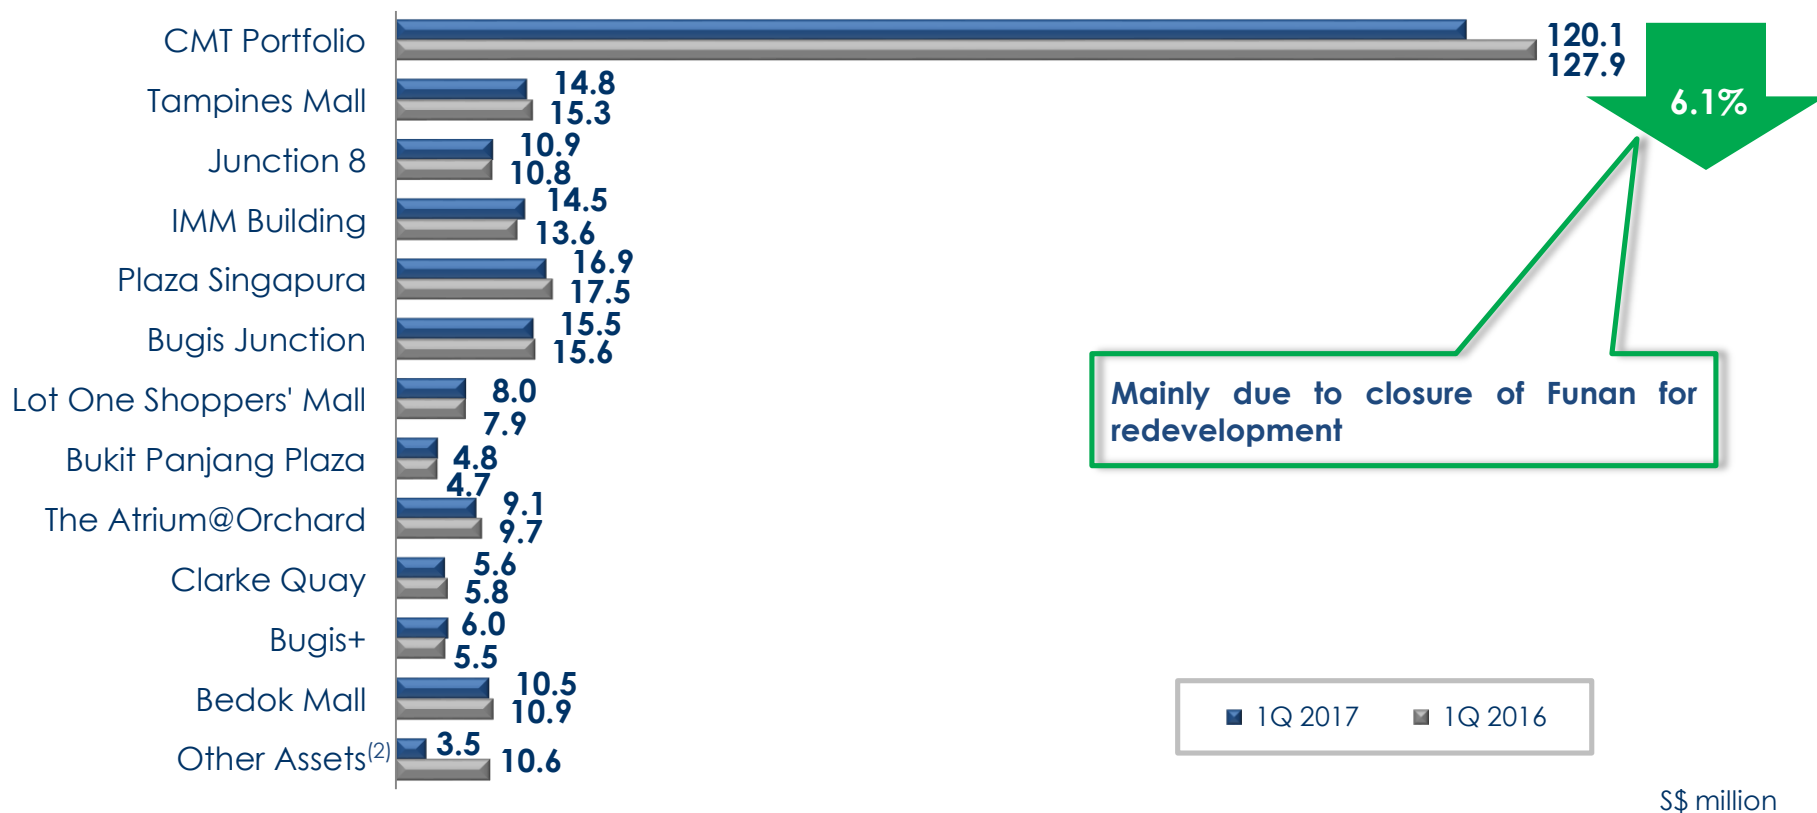 CMT Portfolio
120.1
127.9
6.1%
Tampines Mall
14.8
15.3
Junction 8
10.9
10.8
IMM Building
14.5
13.6
Plaza Singapura
16.9
17.5
Bugis Junction
15.5
15.6
Mainly due to closure of Funan for
redevelopment
Lot One Shoppers' Mall
8.0
7.9
Bukit Panjang Plaza
4.8
4.7
The Atrium@Orchard
9.1
9.7
Clarke Quay
5.6
5.8
Bugis+
6.0
5.5
Bedok Mall
10.5
10.9
1Q 2017 1Q 2016
Other Assets(2)
3.5
10.6
S$ million